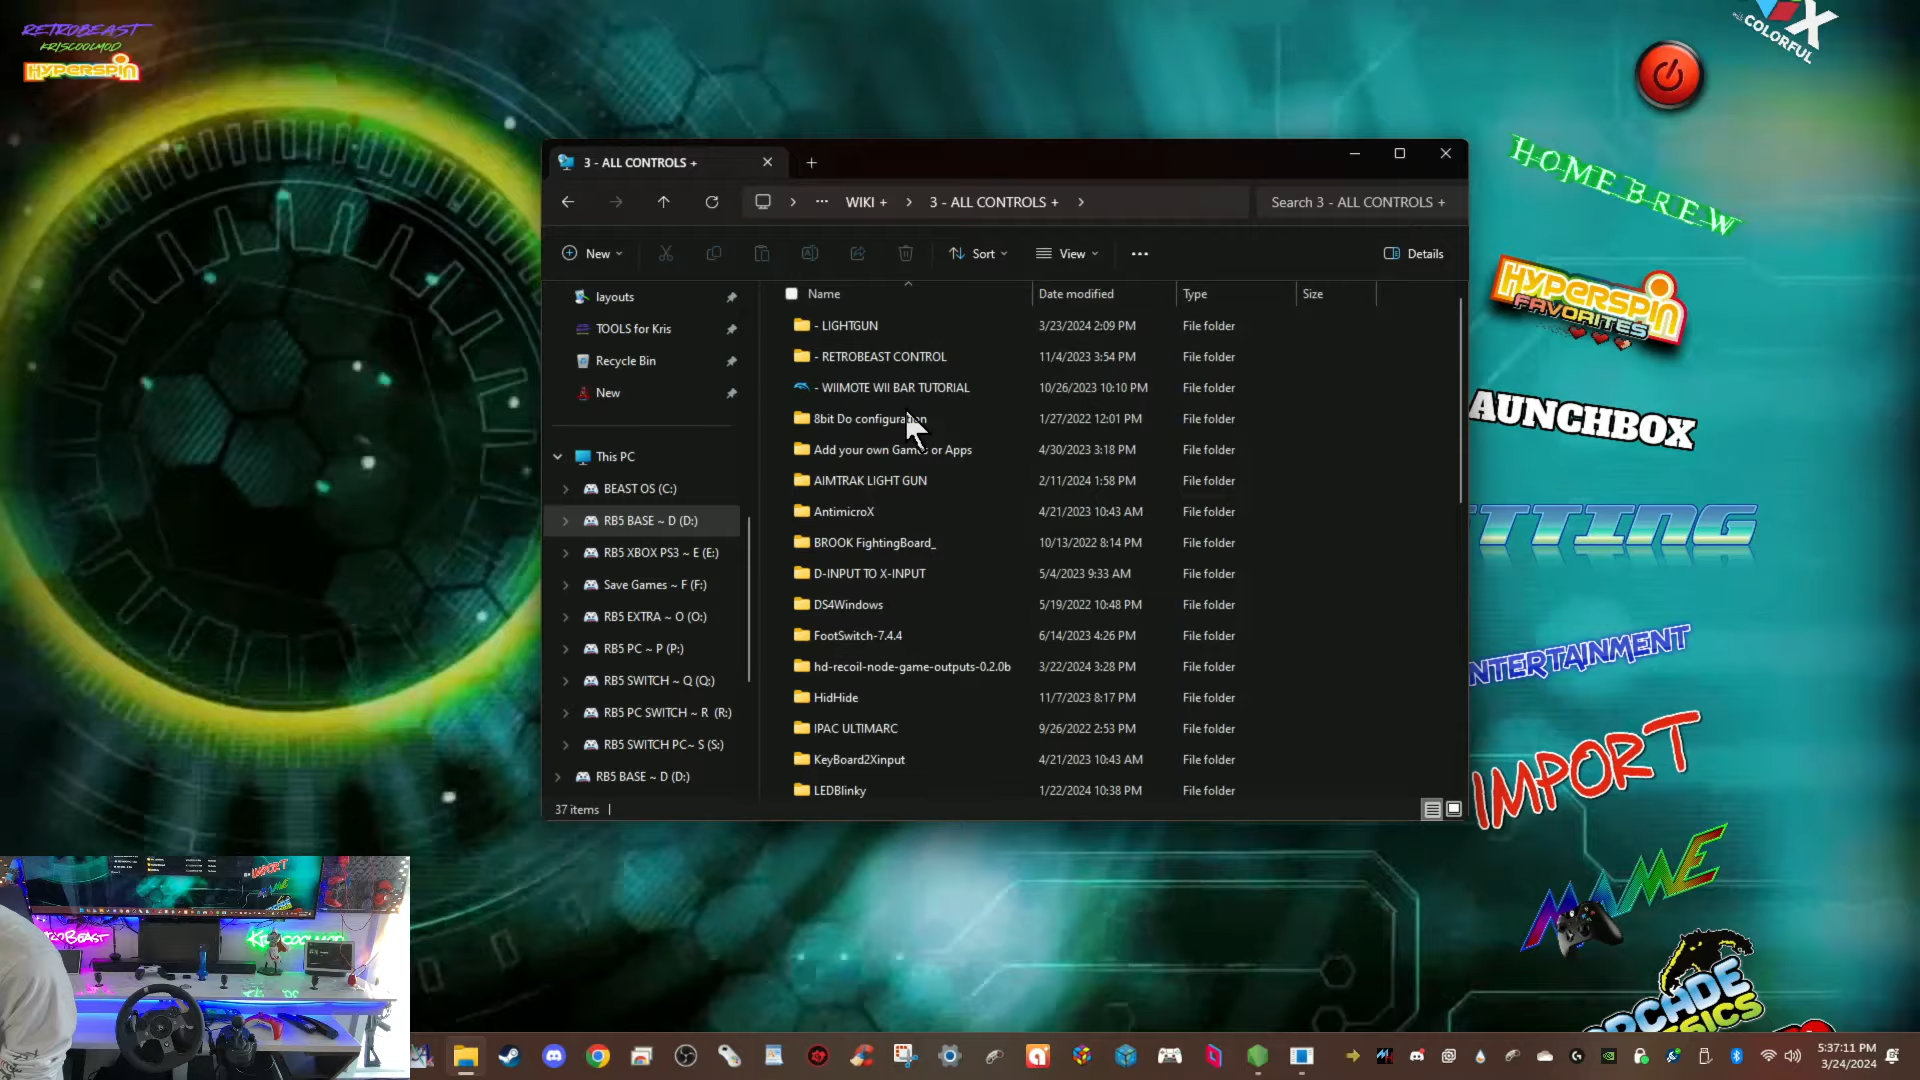 RETROBEAST
KRISCOOLMOD
HYPERSPIN
X
COLORFUL
HOMEBREW
HYPERSPIN
FAVORITES
AUNCHBOX
TTING
NTERTAINMENT
IMPORT
MAME
ARCADE
3 - ALL CONTROLS +
WIKI +
3 - ALL CONTROLS +
Search 3 - ALL CONTROLS +
New
Sort
View
Details
layouts
TOOLS for Kris
Recycle Bin
New
This PC
BEAST OS (C:)
RB5 BASE ~ D (D:)
RB5 XBOX PS3 ~ E (E:)
Save Games ~ F (F:)
RB5 EXTRA ~ O (O:)
RB5 PC ~ P (P:)
RB5 SWITCH ~ Q (Q:)
RB5 PC SWITCH ~ R (R:)
RB5 SWITCH PC~ S (S:)
RB5 BASE ~ D (D:)
Name Date modified Type Size
- LIGHTGUN 3/23/2024 2:09 PM File folder
- RETROBEAST CONTROL 11/4/2023 3:54 PM File folder
- WIIMOTE WII BAR TUTORIAL 10/26/2023 10:10 PM File folder
8bit Do configuration 1/27/2022 12:01 PM File folder
Add your own Games or Apps 4/30/2023 3:18 PM File folder
AIMTRAK LIGHT GUN 2/11/2024 1:58 PM File folder
AntimicroX 4/21/2023 10:43 AM File folder
BROOK FightingBoard_ 10/13/2022 8:14 PM File folder
D-INPUT TO X-INPUT 5/4/2023 9:33 AM File folder
DS4Windows 5/19/2022 10:48 PM File folder
FootSwitch-7.4.4 6/14/2023 4:26 PM File folder
hd-recoil-node-game-outputs-0.2.0b 3/22/2024 3:28 PM File folder
HidHide 11/7/2023 8:17 PM File folder
IPAC ULTIMARC 9/26/2022 2:53 PM File folder
KeyBoard2Xinput 4/21/2023 10:43 AM File folder
LEDBlinky 1/22/2024 10:38 PM File folder
37 items
5:37:11 PM
3/24/2024